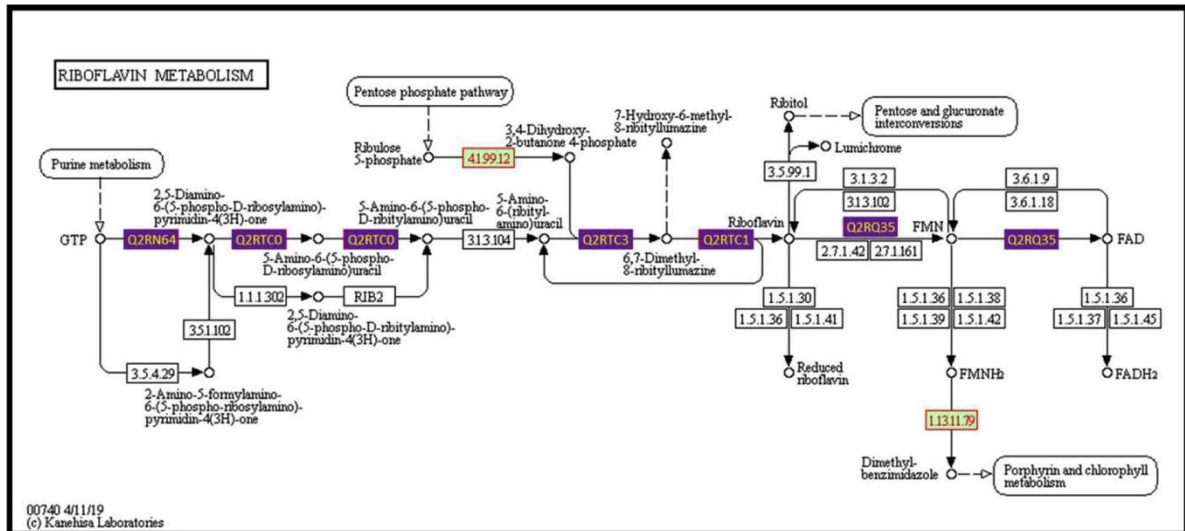 RIBOFLAVIN METABOLISM
Pentose phosphate pathway
Purine metabolism
Ribulose
5-phosphate
4.1.99.12
3,4-Dihydroxy-
2-butanone 4-phosphate
7-Hydroxy-6-methyl-
8-ribityllumazine
Ribitol
Pentose and glucuronate
interconversions
Lumichrome
3.5.99.1
GTP
Q2RN64
2,5-Diamino-
6-(5-phospho-D-ribosylamino)-
pyrimidin-4(3H)-one
Q2RTC0
5-Amino-6-(5-phospho-
D-ribosylamino)uracil
Q2RTC0
5-Amino-6-(5-phospho-
D-ribitylamino)uracil
3.1.3.104
5-Amino-
6-(ribityl-
amino)uracil
Q2RTC3
6,7-Dimethyl-
8-ribityllumazine
Q2RTC1
Riboflavin
3.1.3.2
3.1.3.102
Q2RQ35
2.7.1.42
2.7.1.161
FMN
3.6.1.9
3.6.1.18
Q2RQ35
FAD
1.1.1.302
RIB2
2,5-Diamino-
6-(5-phospho-D-ribitylamino)-
pyrimidin-4(3H)-one
3.5.1.102
3.5.4.29
2-Amino-5-formylamino-
6-(5-phospho-ribosylamino)-
pyrimidin-4(3H)-one
1.5.1.30
1.5.1.36
1.5.1.41
Reduced
riboflavin
1.5.1.36
1.5.1.38
1.5.1.39
1.5.1.42
FMNH2
1.5.1.36
1.5.1.37
1.5.1.45
FADH2
1.13.11.79
Dimethyl-
benzimidazole
Porphyrin and chlorophyll
metabolism
00740 4/11/19
(c) Kanehisa Laboratories